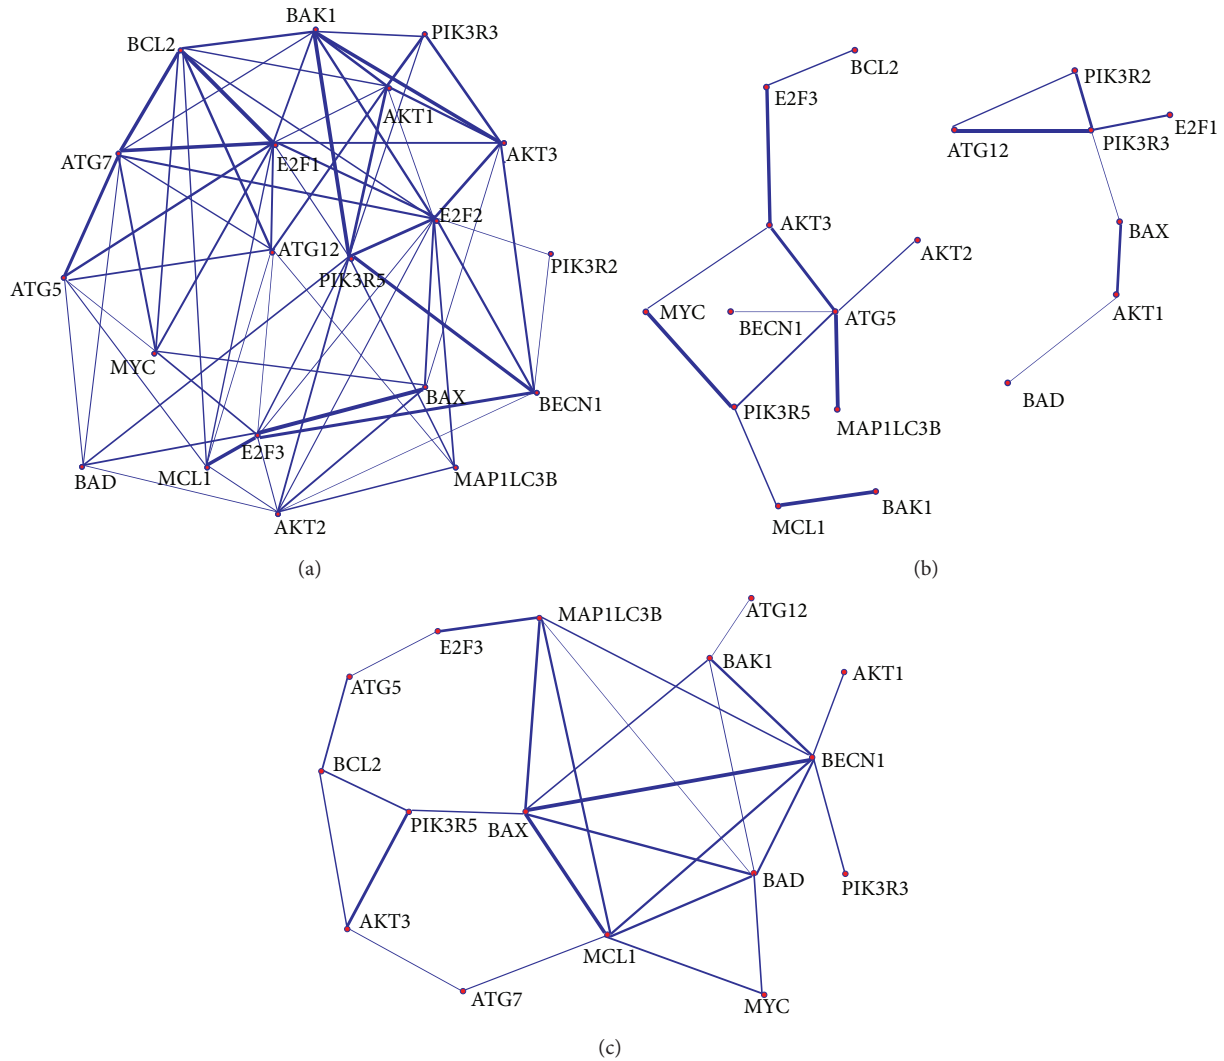 BAK1
PIK3R3
BCL2
AKT1
ATG7
E2F1
AKT3
E2F2
ATG12
PIK3R5
PIK3R2
ATG5
MYC
BAX
BECN1
E2F3
BAD
MCL1
MAP1LC3B
AKT2
(a)
BCL2
E2F3
PIK3R2
E2F1
ATG12
PIK3R3
AKT3
BAX
AKT2
MYC
BECN1
ATG5
AKT1
PIK3R5
MAP1LC3B
BAD
BAK1
MCL1
(b)
MAP1LC3B
ATG12
E2F3
BAK1
AKT1
ATG5
BCL2
BECN1
PIK3R5
BAX
BAD
PIK3R3
AKT3
MCL1
ATG7
MYC
(c)